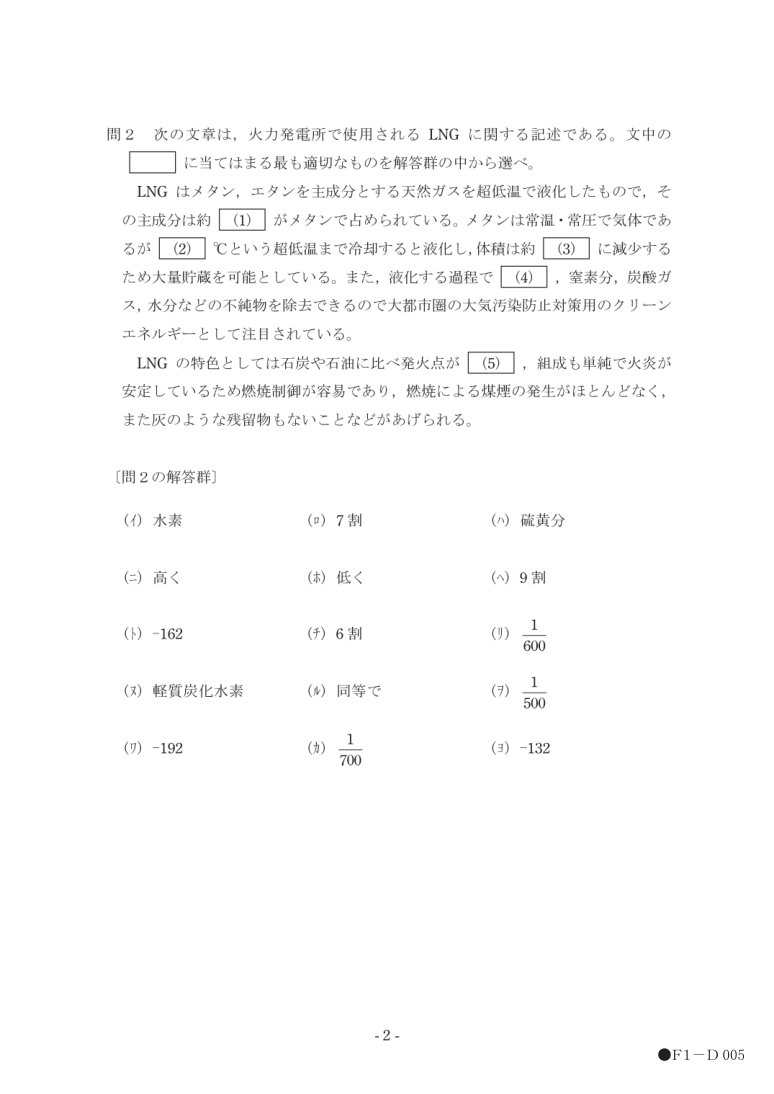 問２　次の文章は，火力発電所で使用される LNG に関する記述である。文中の
に当てはまる最も適切なものを解答群の中から選べ。
LNG はメタン，エタンを主成分とする天然ガスを超低温で液化したもので，そ
の主成分は約 (1) がメタンで占められている。メタンは常温・常圧で気体であ
るが (2) ℃という超低温まで冷却すると液化し，体積は約 (3) に減少する
ため大量貯蔵を可能としている。また，液化する過程で (4) ，窒素分，炭酸ガ
ス，水分などの不純物を除去できるので大都市圏の大気汚染防止対策用のクリーン
エネルギーとして注目されている。
LNG の特色としては石炭や石油に比べ発火点が (5) ，組成も単純で火炎が
安定しているため燃焼制御が容易であり，燃焼による煤煙の発生がほとんどなく，
また灰のような残留物もないことなどがあげられる。
〔問２の解答群〕
(ｲ) 水素　(ﾛ) 7 割　(ﾊ) 硫黄分
(ﾆ) 高く　(ﾎ) 低く　(ﾍ) 9 割
(ﾄ) −162　(ﾁ) 6 割　(ﾘ) 1/600
(ﾇ) 軽質炭化水素　(ﾙ) 同等で　(ｦ) 1/500
(ﾜ) −192　(ｶ) 1/700　(ﾖ) −132
- 2 -
●Ｆ1－Ｄ 005